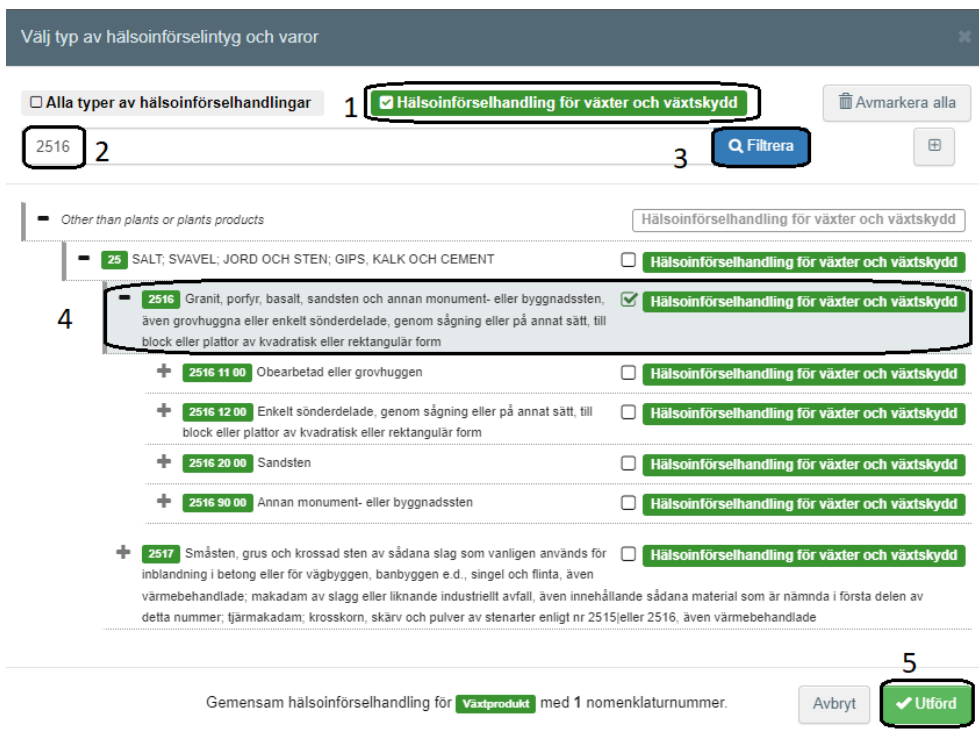 Välj typ av hälsoinförselintyg och varor
Alla typer av hälsoinförselhandlingar
1
Hälsoinförselhandling för växter och växtskydd
Avmarkera alla
2516
2
3
Filtrera
Other than plants or plants products
Hälsoinförselhandling för växter och växtskydd
25 SALT; SVAVEL; JORD OCH STEN; GIPS, KALK OCH CEMENT
Hälsoinförselhandling för växter och växtskydd
4
2516 Granit, porfyr, basalt, sandsten och annan monument- eller byggnadssten,
även grovhuggna eller enkelt sönderdelade, genom sågning eller på annat sätt, till
block eller plattor av kvadratisk eller rektangulär form
Hälsoinförselhandling för växter och växtskydd
2516 11 00 Obearbetad eller grovhuggen
Hälsoinförselhandling för växter och växtskydd
2516 12 00 Enkelt sönderdelade, genom sågning eller på annat sätt, till
block eller plattor av kvadratisk eller rektangulär form
Hälsoinförselhandling för växter och växtskydd
2516 20 00 Sandsten
Hälsoinförselhandling för växter och växtskydd
2516 90 00 Annan monument- eller byggnadssten
Hälsoinförselhandling för växter och växtskydd
2517 Småsten, grus och krossad sten av sådana slag som vanligen används för
Hälsoinförselhandling för växter och växtskydd
inblandning i betong eller för vägbyggen, banbyggen e.d., singel och flinta, även
värmebehandlade; makadam av slagg eller liknande industriellt avfall, även innehållande sådana material som är nämnda i första delen av
detta nummer; tjärmakadam; krosskorn, skärv och pulver av stenarter enligt nr 2515|eller 2516, även värmebehandlade
5
Gemensam hälsoinförselhandling för Växtprodukt med 1 nomenklaturnummer.
Avbryt
Utförd